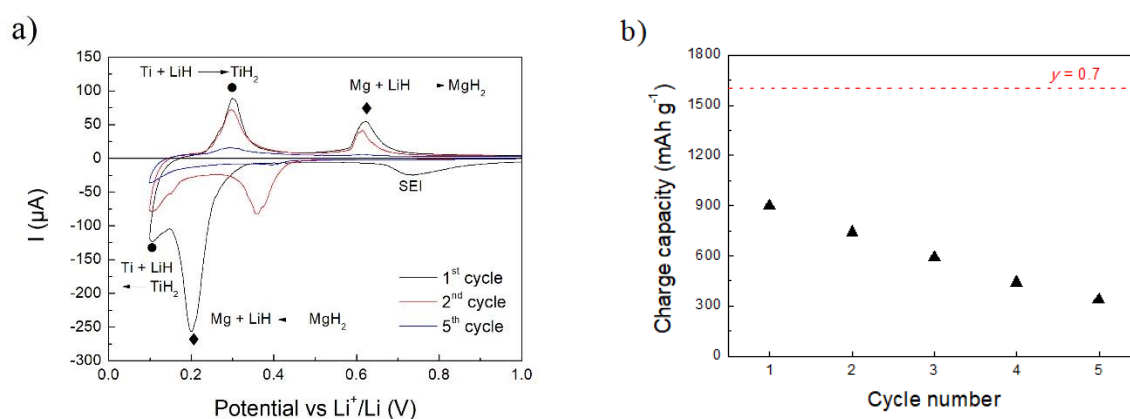 a)
150
100
50
0
-50
-100
-150
-200
-250
-300
I (µA)
Ti + LiH ⟶ TiH₂
Mg + LiH ► MgH₂
SEI
Ti + LiH
◄ TiH₂
Mg + LiH ◄ MgH₂
1ˢᵗ cycle
2ⁿᵈ cycle
5ᵗʰ cycle
0.0 0.2 0.4 0.6 0.8 1.0
Potential vs Li⁺/Li (V)
b)
1800
1500
1200
900
600
300
0
Charge capacity (mAh g⁻¹)
y = 0.7
1 2 3 4 5
Cycle number